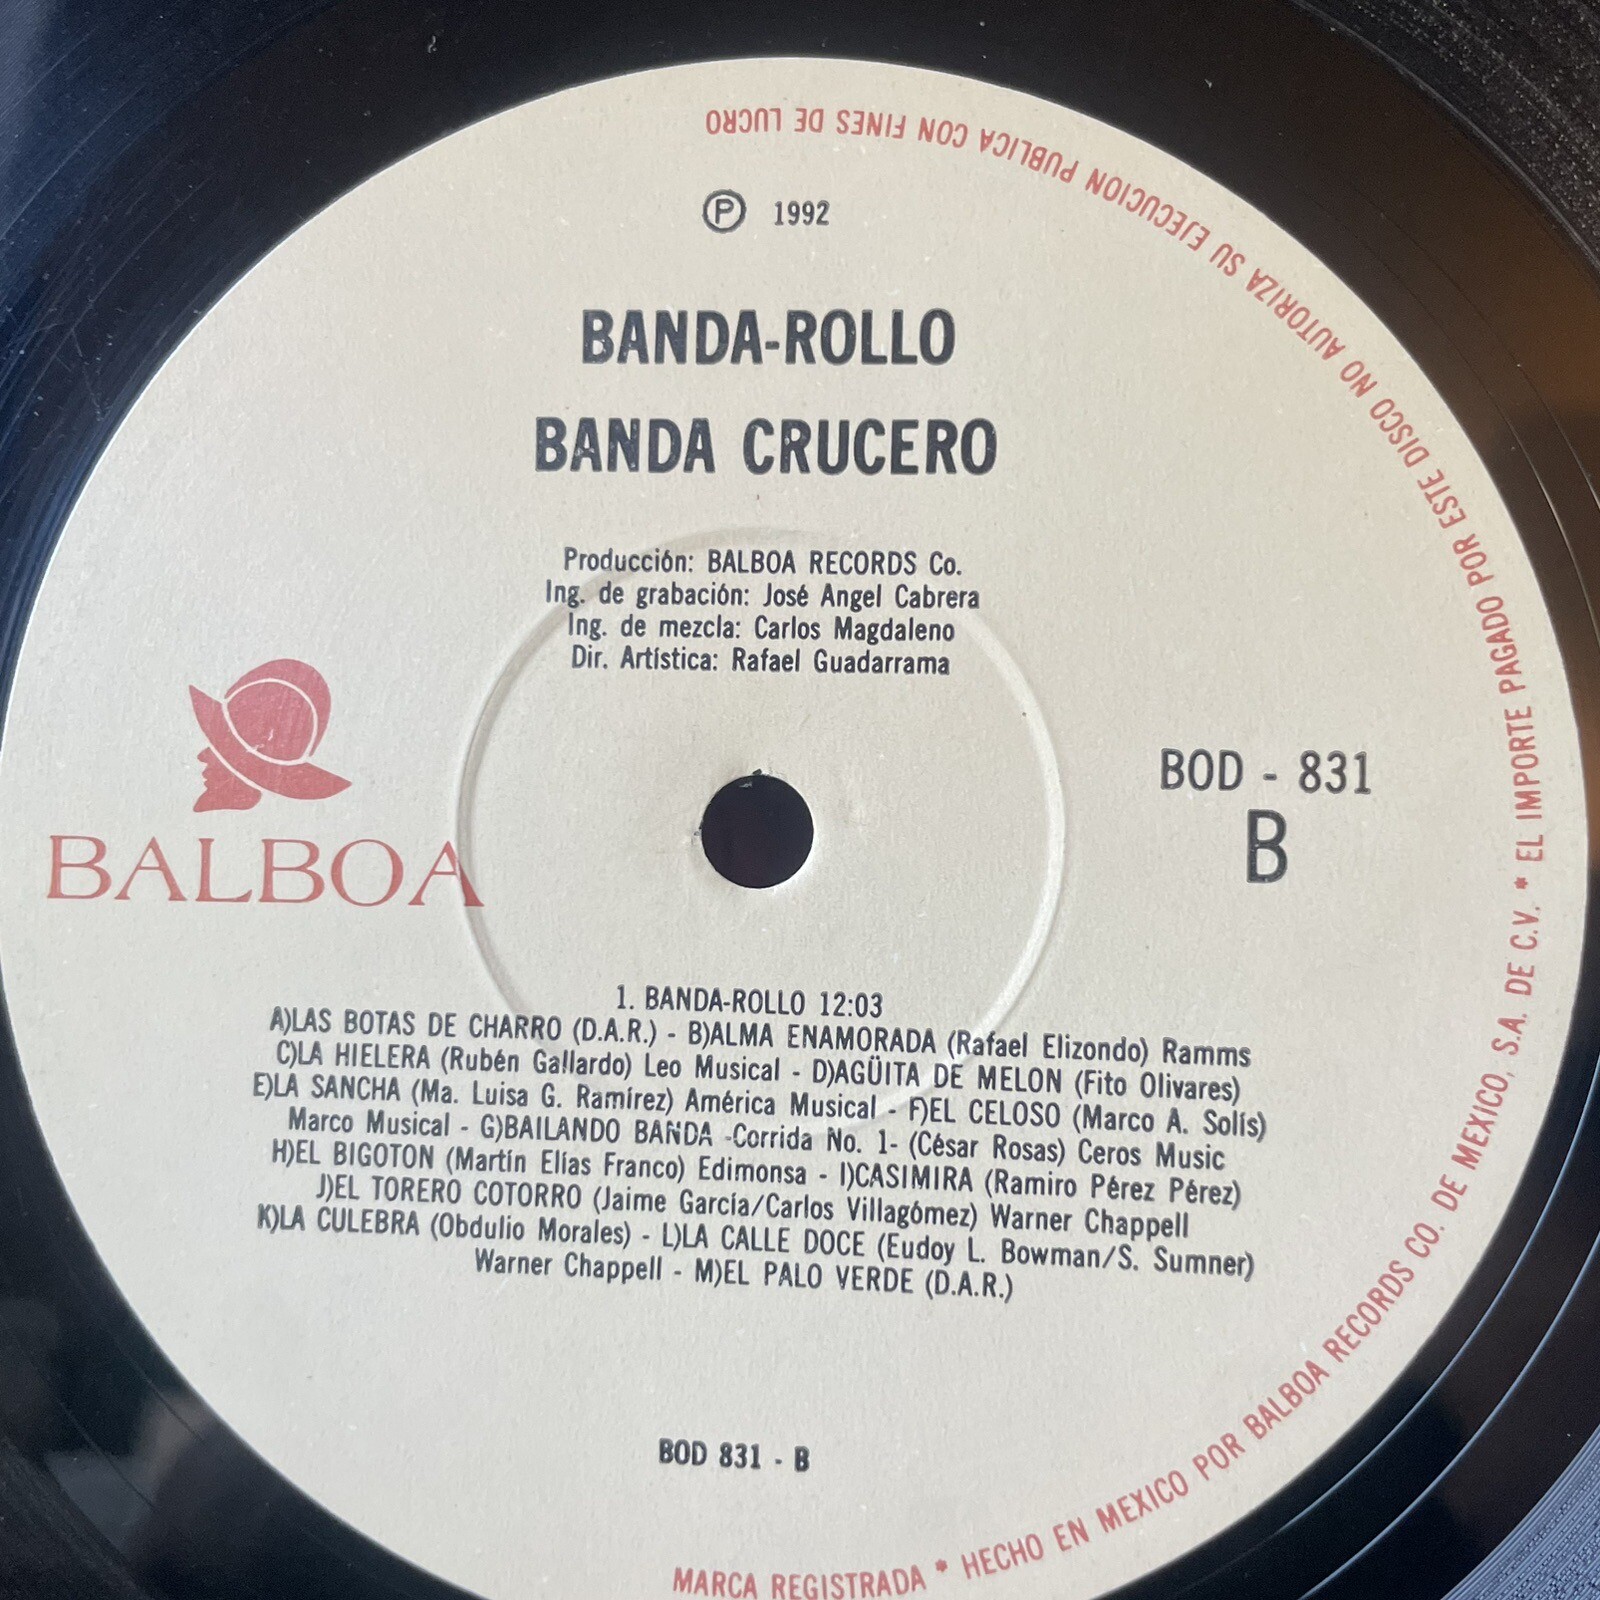 ℗ 1992
BANDA-ROLLO
BANDA CRUCERO
Producción: BALBOA RECORDS Co.
Ing. de grabación: José Angel Cabrera
Ing. de mezcla: Carlos Magdaleno
Dir. Artística: Rafael Guadarrama
BALBOA
BOD - 831
B
1. BANDA-ROLLO 12:03
A)LAS BOTAS DE CHARRO (D.A.R.) - B)ALMA ENAMORADA (Rafael Elizondo) Ramms
C)LA HIELERA (Rubén Gallardo) Leo Musical - D)AGÜITA DE MELON (Fito Olivares)
E)LA SANCHA (Ma. Luisa G. Ramírez) América Musical - F)EL CELOSO (Marco A. Solís)
Marco Musical - G)BAILANDO BANDA -Corrida No. 1- (César Rosas) Ceros Music
H)EL BIGOTON (Martín Elías Franco) Edimonsa - I)CASIMIRA (Ramiro Pérez Pérez)
J)EL TORERO COTORRO (Jaime García/Carlos Villagómez) Warner Chappell
K)LA CULEBRA (Obdulio Morales) - L)LA CALLE DOCE (Eudoy L. Bowman/S. Sumner)
Warner Chappell - M)EL PALO VERDE (D.A.R.)
BOD 831 - B
MARCA REGISTRADA * HECHO EN MEXICO POR BALBOA RECORDS CO. DE MEXICO, S.A. DE C.V. * EL IMPORTE PAGADO POR ESTE DISCO NO AUTORIZA SU EJECUCION PUBLICA CON FINES DE LUCRO